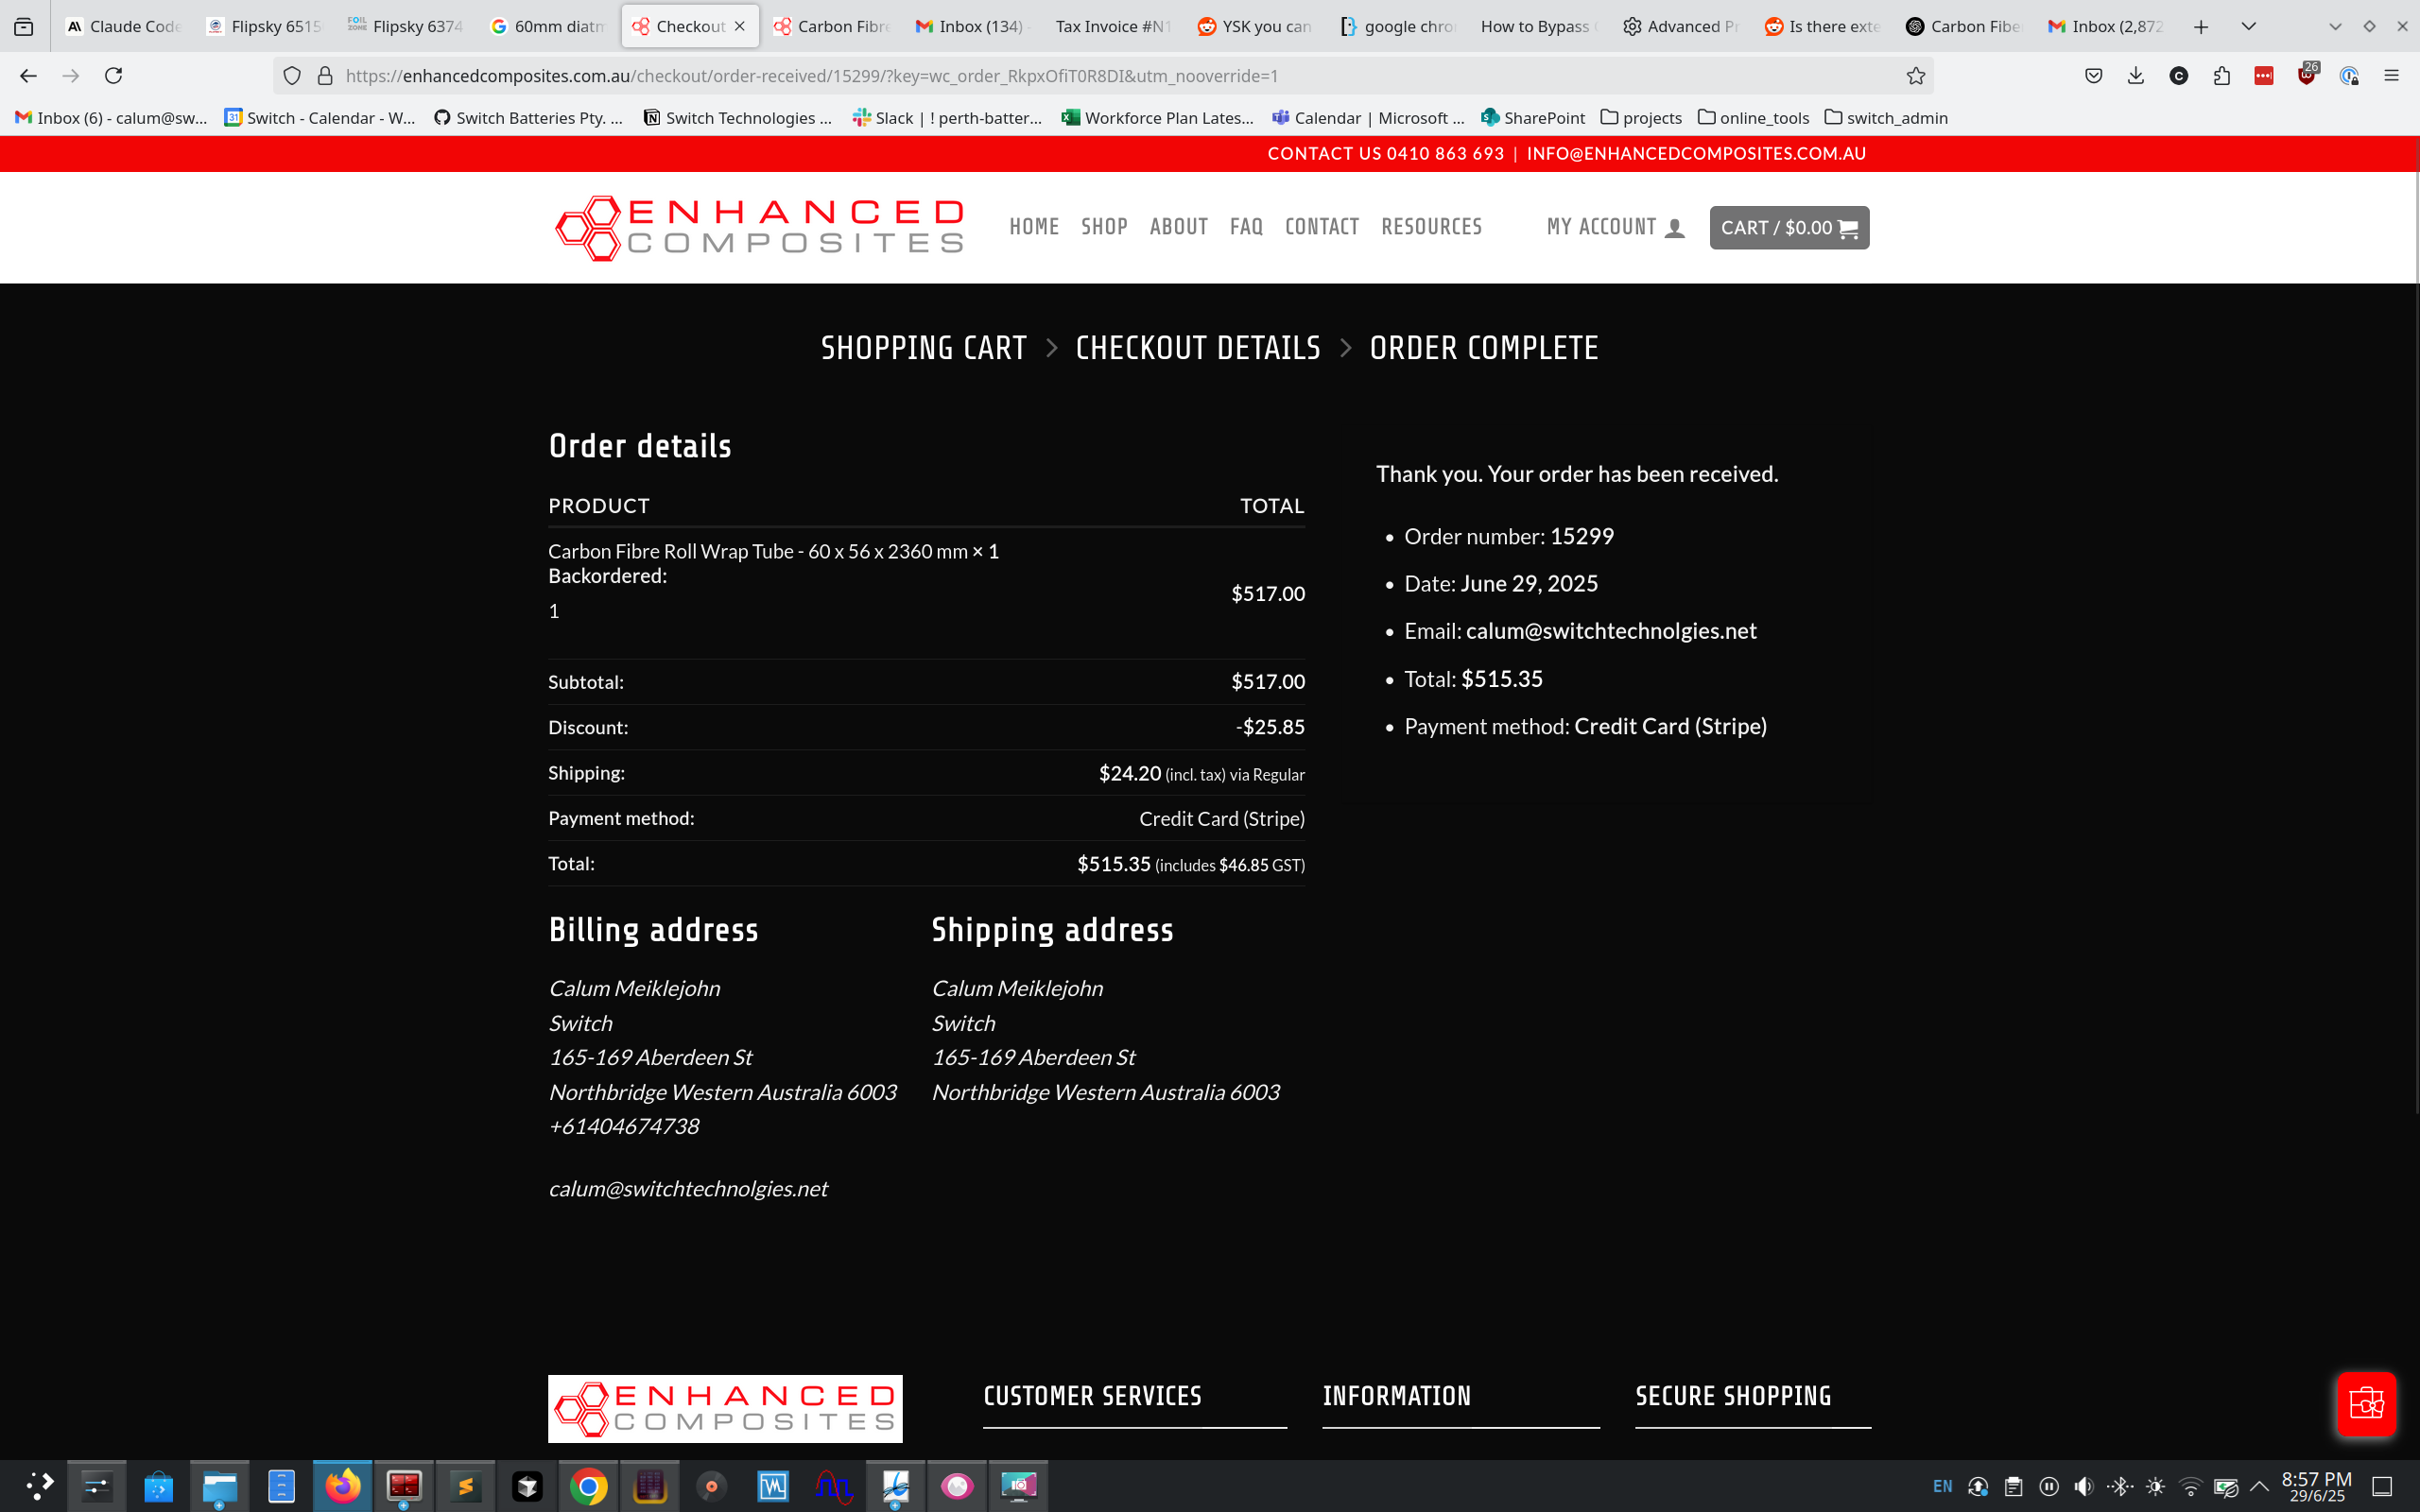 Claude Code
Flipsky 6515
FOIL ZONE
Flipsky 6374
60mm diatm
Checkout
Carbon Fibre
Inbox (134) -
Tax Invoice #N1
YSK you can
google chro
How to Bypass
Advanced P
Is there exte
Carbon Fibe
Inbox (2,872
https://enhancedcomposites.com.au/checkout/order-received/15299/?key=wc_order_RkpxOfiT0R8DI&utm_nooverride=1
26
Inbox (6) - calum@sw...
31
Switch - Calendar - W...
Switch Batteries Pty. ...
Switch Technologies ...
Slack | ! perth-batter...
Workforce Plan Lates...
Calendar | Microsoft ...
SharePoint
projects
online_tools
switch_admin
CONTACT US 0410 863 693 | INFO@ENHANCEDCOMPOSITES.COM.AU
ENHANCED
COMPOSITES
HOME
SHOP
ABOUT
FAQ
CONTACT
RESOURCES
MY ACCOUNT
CART / $0.00
SHOPPING CART > CHECKOUT DETAILS > ORDER COMPLETE
Order details
PRODUCT TOTAL
Carbon Fibre Roll Wrap Tube - 60 x 56 x 2360 mm × 1
Backordered:
1
$517.00
Subtotal: $517.00
Discount: -$25.85
Shipping: $24.20 (incl. tax) via Regular
Payment method: Credit Card (Stripe)
Total: $515.35 (includes $46.85 GST)
Thank you. Your order has been received.
• Order number: 15299
• Date: June 29, 2025
• Email: calum@switchtechnolgies.net
• Total: $515.35
• Payment method: Credit Card (Stripe)
Billing address
Calum Meiklejohn
Switch
165-169 Aberdeen St
Northbridge Western Australia 6003
+61404674738
calum@switchtechnolgies.net
Shipping address
Calum Meiklejohn
Switch
165-169 Aberdeen St
Northbridge Western Australia 6003
ENHANCED
COMPOSITES
CUSTOMER SERVICES
INFORMATION
SECURE SHOPPING
EN
8:57 PM
29/6/25